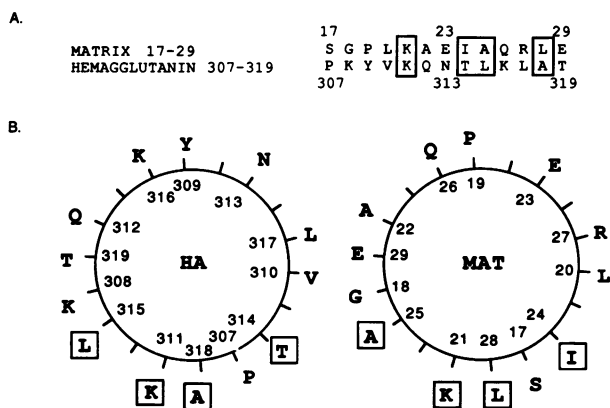 A.
17 23 29
MATRIX 17-29 S G P L K A E I A Q R L E
HEMAGGLUTANIN 307-319 P K Y V K Q N T L K L A T
307 313 319
B.
K Y N
316 309 313
Q 312 317 L
T 319 HA 310 V
308
K 315 314 T
L 311 307
318 P
K A
Q P E
26 19 23
A 22 27 R
E 29 MAT 20 L
G 18
A 25 24 I
21 28 17
S
K L